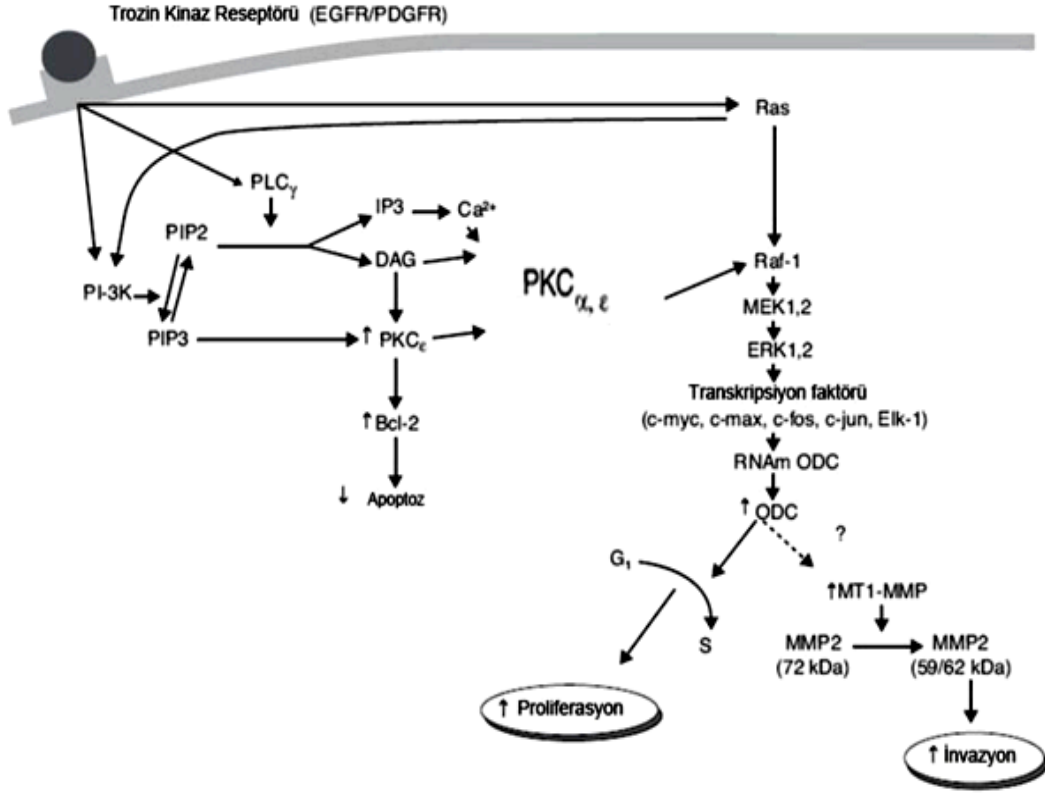 Trozin Kinaz Reseptörü (EGFR/PDGFR)
Ras
PLCγ
IP3
Ca²⁺
PIP2
DAG
Raf-1
PKC α, ε
PI-3K
MEK1,2
PIP3
↑ PKCε
ERK1,2
Transkripsiyon faktörü
(c-myc, c-max, c-fos, c-jun, Elk-1)
↑Bcl-2
RNAm ODC
↓ Apoptoz
↑ ODC
?
G₁
↑MT1-MMP
S
MMP2
(72 kDa)
MMP2
(59/62 kDa)
↑ Proliferasyon
↑ İnvazyon